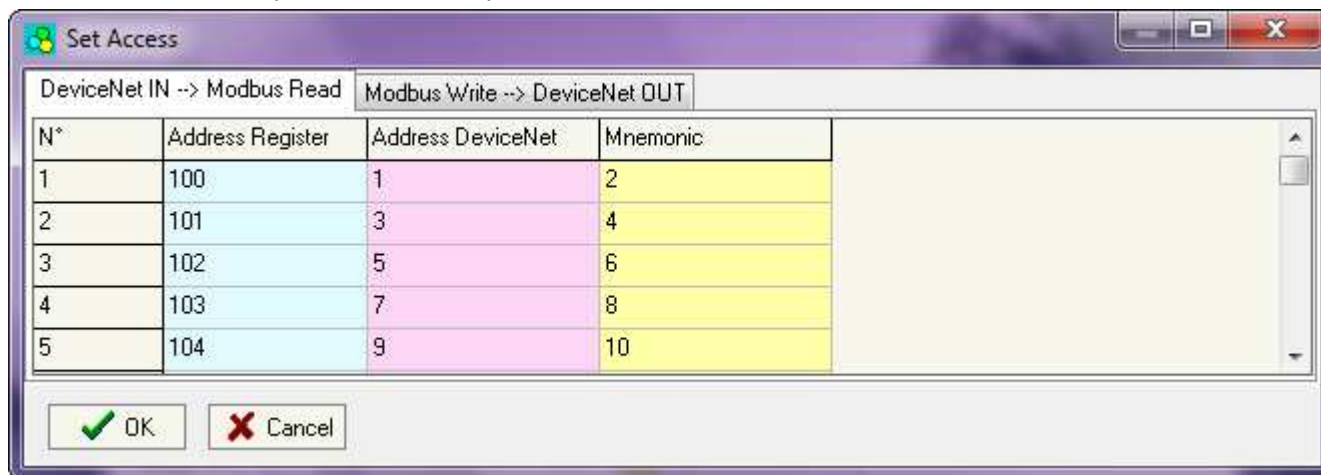 Set Access
DeviceNet IN --> Modbus Read Modbus Write --> DeviceNet OUT
N° Address Register Address DeviceNet Mnemonic
1 100 1 2
2 101 3 4
3 102 5 6
4 103 7 8
5 104 9 10
OK Cancel